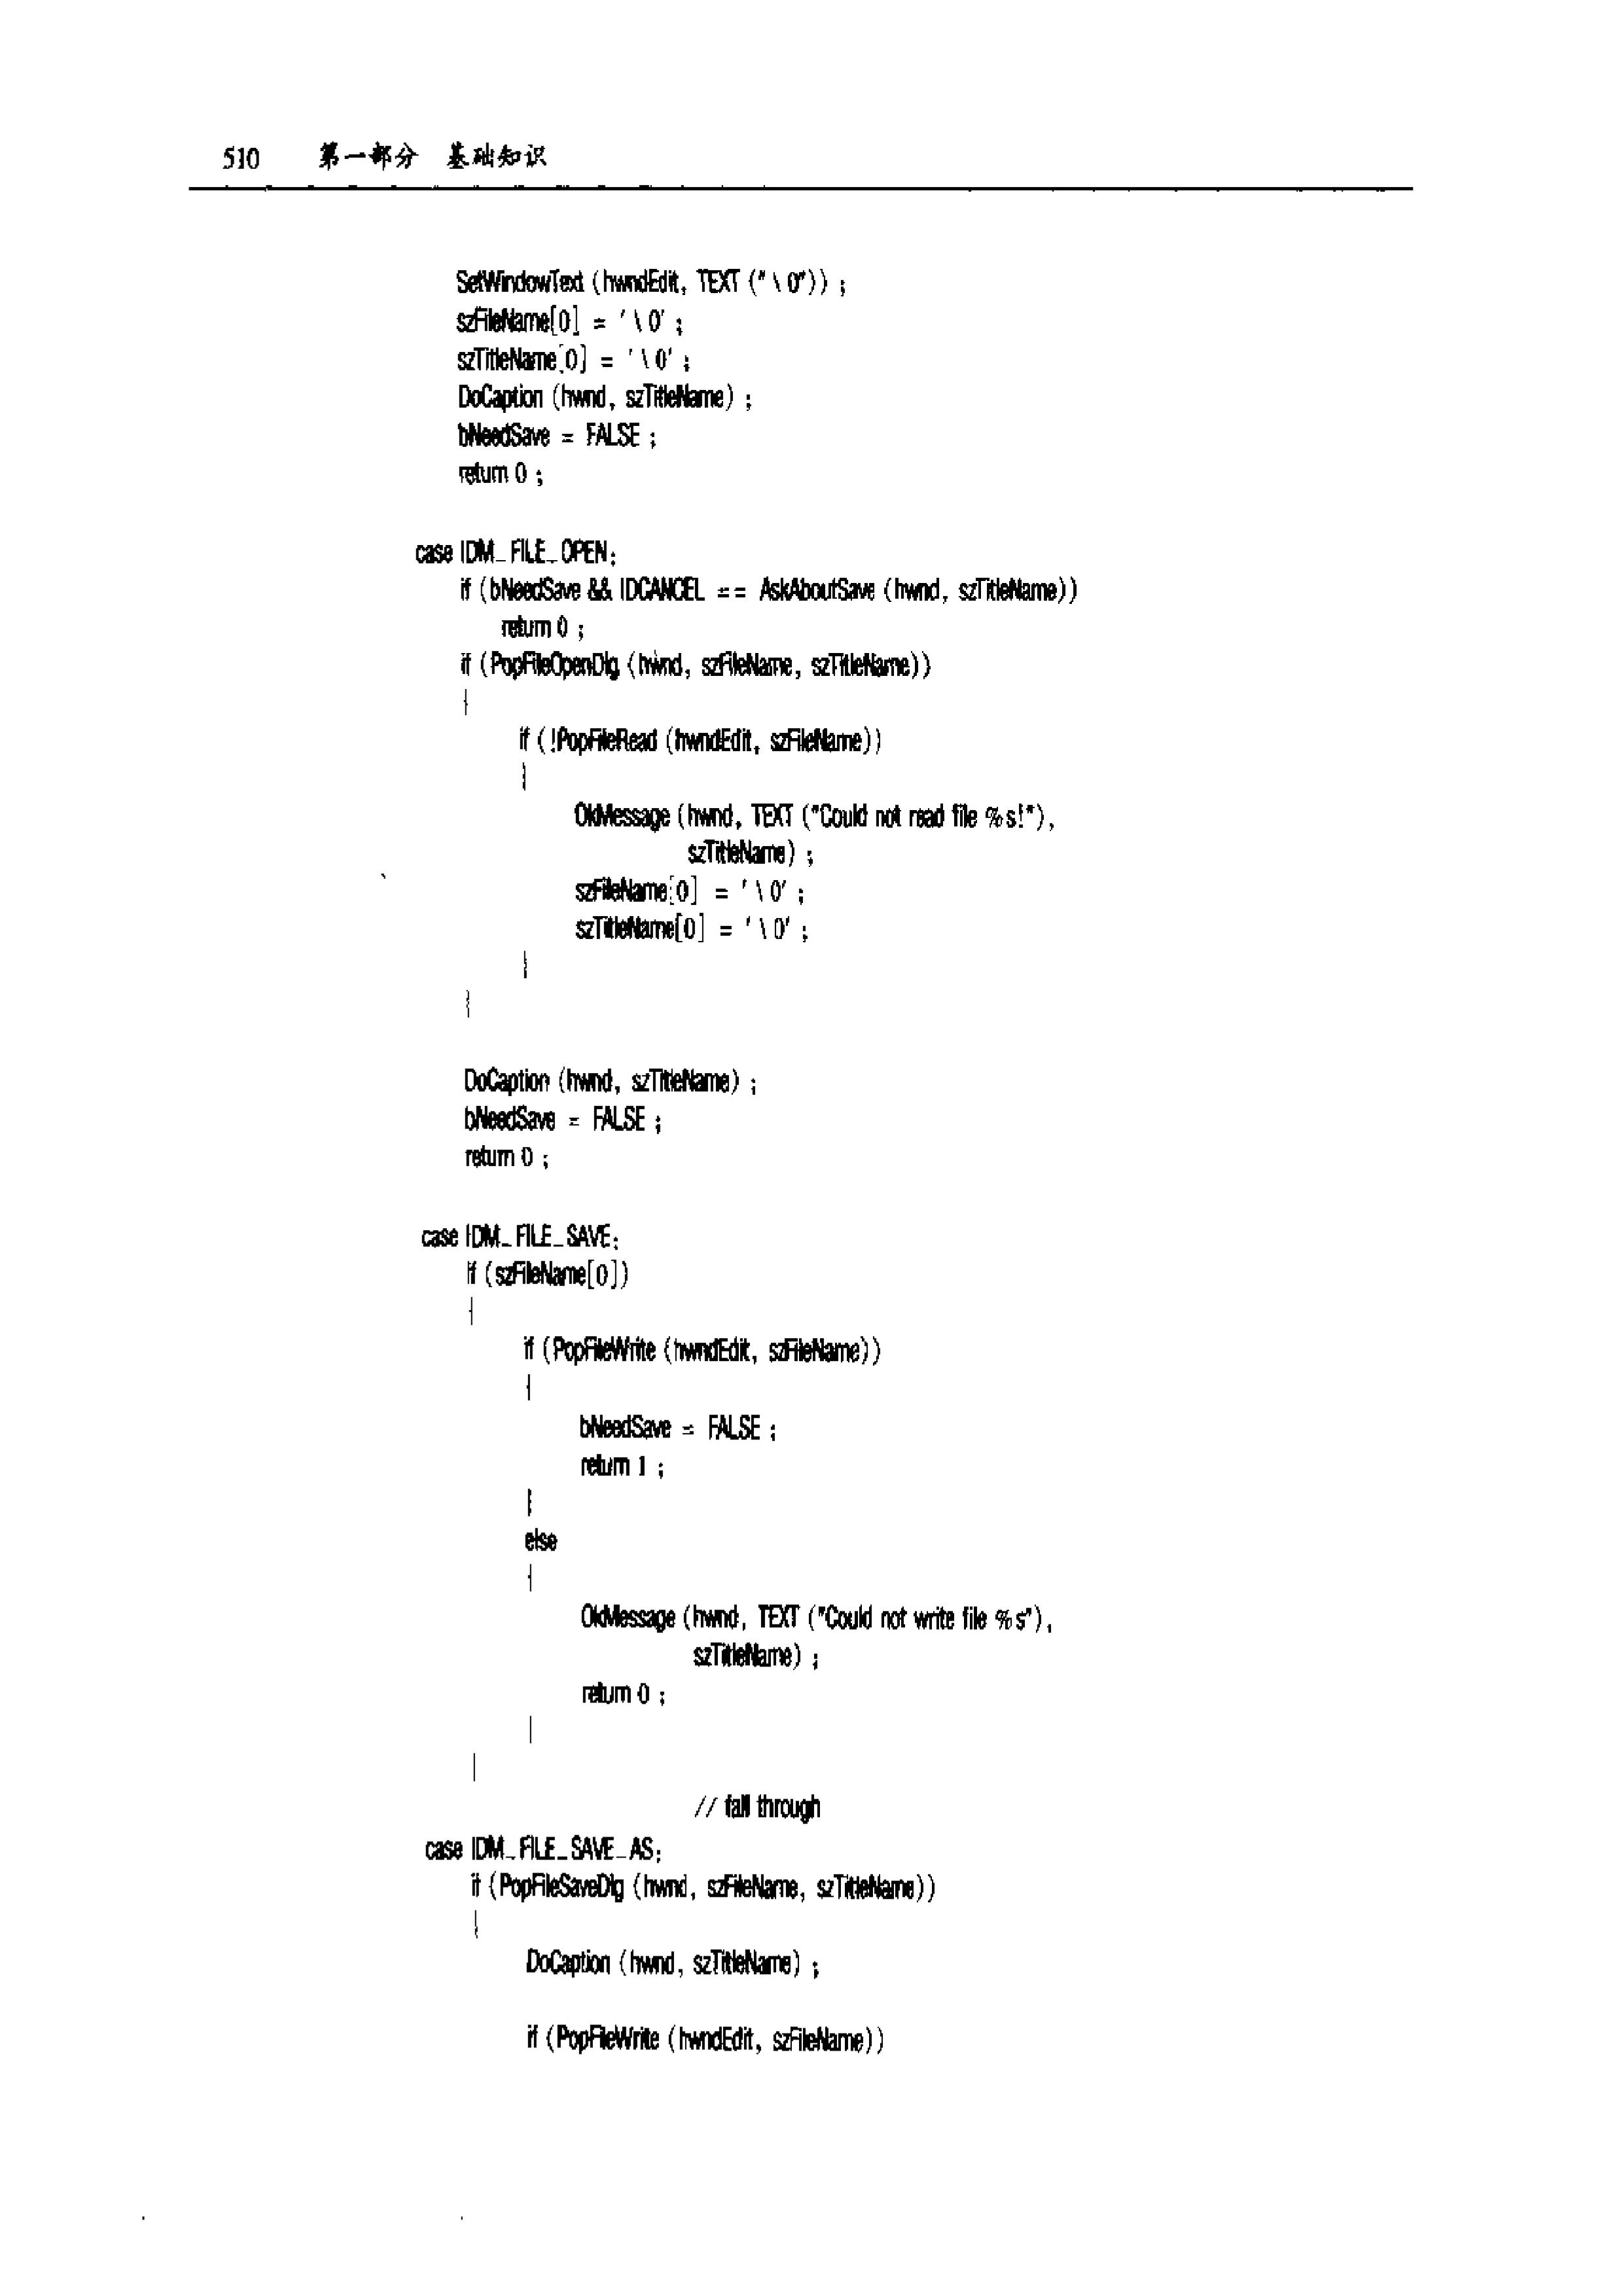 510 第一部分 基础知识
SetWindowText (hwndEdit, TEXT ("\0")) ;
szFileName[0] = '\0' ;
szTitleName[0] = '\0' ;
DoCaption (hwnd, szTitleName) ;
bNeedSave = FALSE ;
return 0 ;
case IDM_FILE_OPEN:
if (bNeedSave && IDCANCEL == AskAboutSave (hwnd, szTitleName))
return 0 ;
if (PopFileOpenDlg (hwnd, szFileName, szTitleName))
{
if (!PopFileRead (hwndEdit, szFileName))
{
OkMessage (hwnd, TEXT ("Could not read file %s!"),
szTitleName) ;
szFileName[0] = '\0' ;
szTitleName[0] = '\0' ;
}
}
DoCaption (hwnd, szTitleName) ;
bNeedSave = FALSE ;
return 0 ;
case IDM_FILE_SAVE:
if (szFileName[0])
{
if (PopFileWrite (hwndEdit, szFileName))
{
bNeedSave = FALSE ;
return 1 ;
}
else
{
OkMessage (hwnd, TEXT ("Could not write file %s"),
szTitleName) ;
return 0 ;
}
}
// fall through
case IDM_FILE_SAVE_AS:
if (PopFileSaveDlg (hwnd, szFileName, szTitleName))
{
DoCaption (hwnd, szTitleName) ;
if (PopFileWrite (hwndEdit, szFileName))